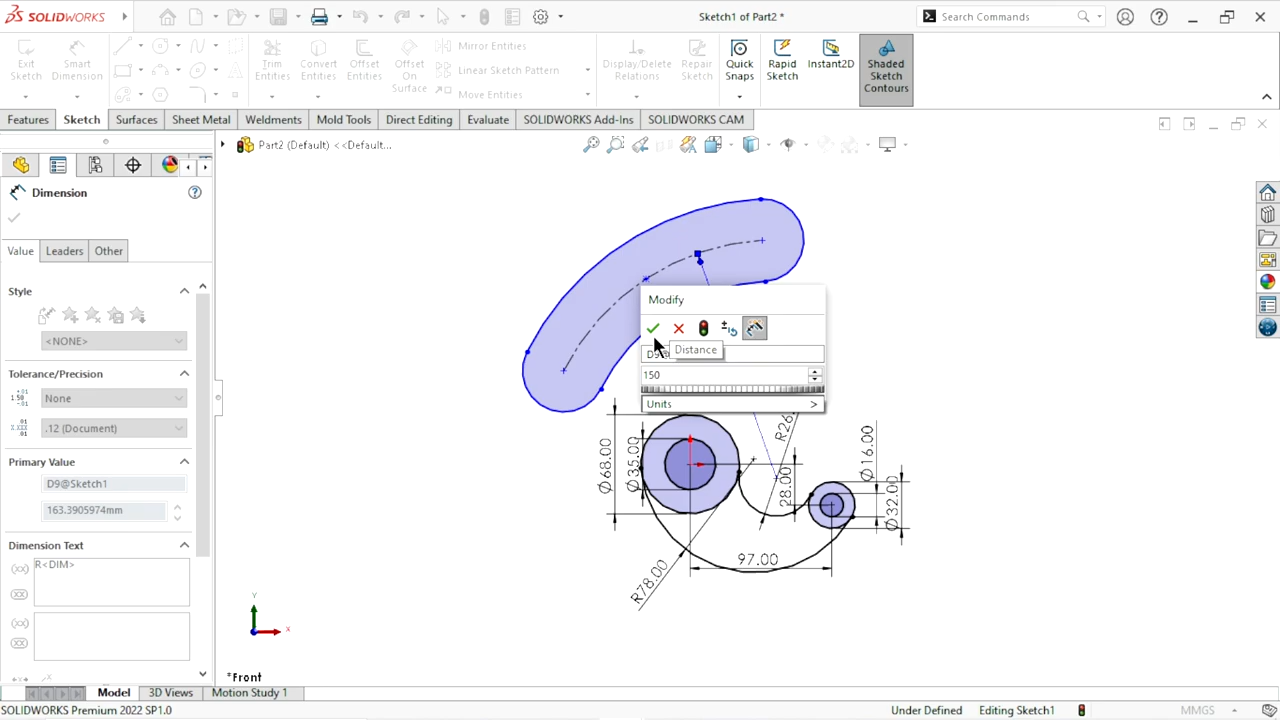 SOLIDWORKS
Sketch1 of Part2 *
Search Commands
Exit Sketch
Smart Dimension
Trim Entities
Convert Entities
Offset Entities
Offset On Surface
Mirror Entities
Linear Sketch Pattern
Move Entities
Display/Delete Relations
Repair Sketch
Quick Snaps
Rapid Sketch
Instant2D
Shaded Sketch Contours
Features
Sketch
Surfaces
Sheet Metal
Weldments
Mold Tools
Direct Editing
Evaluate
SOLIDWORKS Add-Ins
SOLIDWORKS CAM
Part2 (Default) <<Default...
Dimension
Value
Leaders
Other
Style
<NONE>
Tolerance/Precision
None
.12 (Document)
Primary Value
D9@Sketch1
163.3905974mm
Dimension Text
R<DIM>
Modify
Distance
150
Units
Ø68.00
Ø35.00
28.00
Ø16.00
Ø32.00
97.00
R78.00
Y
X
*Front
Model
3D Views
Motion Study 1
SOLIDWORKS Premium 2022 SP1.0
Under Defined
Editing Sketch1
MMGS